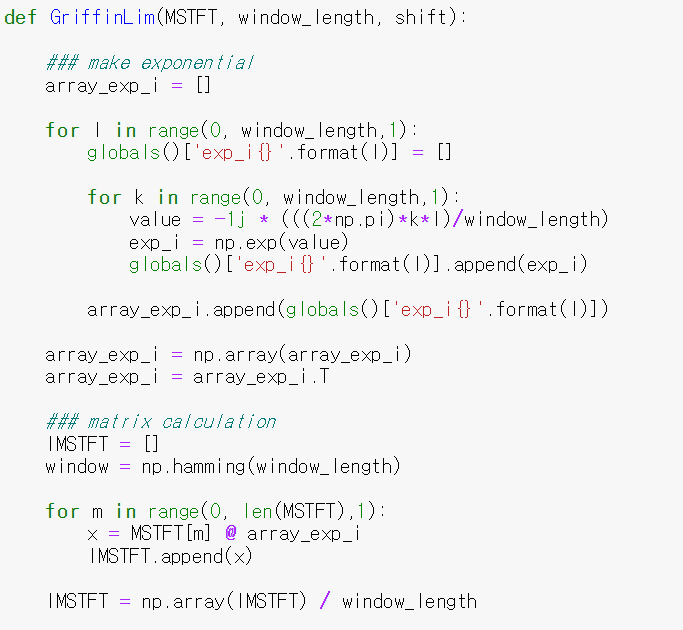 def GriffinLim(MSTFT, window_length, shift):
### make exponential
array_exp_i = []
for l in range(0, window_length,1):
globals()['exp_i{}'.format(l)] = []
for k in range(0, window_length,1):
value = -1j * (((2*np.pi)*k*l)/window_length)
exp_i = np.exp(value)
globals()['exp_i{}'.format(l)].append(exp_i)
array_exp_i.append(globals()['exp_i{}'.format(l)])
array_exp_i = np.array(array_exp_i)
array_exp_i = array_exp_i.T
### matrix calculation
IMSTFT = []
window = np.hamming(window_length)
for m in range(0, len(MSTFT),1):
x = MSTFT[m] @ array_exp_i
IMSTFT.append(x)
IMSTFT = np.array(IMSTFT) / window_length